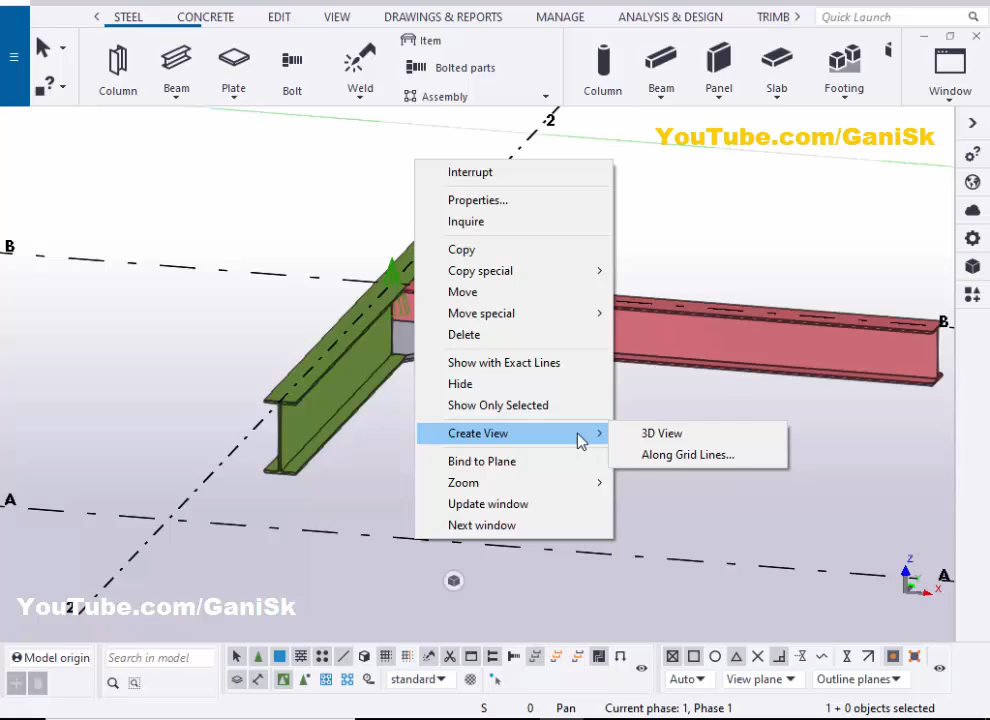 STEEL CONCRETE EDIT VIEW DRAWINGS & REPORTS MANAGE ANALYSIS & DESIGN TRIMB Quick Launch
Item
Bolted parts
Assembly
Column Beam Plate Bolt Weld Column Beam Panel Slab Footing Window
2
YouTube.com/GaniSk
Interrupt
Properties...
Inquire
B
Copy
Copy special
Move
Move special
B
Delete
Show with Exact Lines
Hide
Show Only Selected
Create View
3D View
Along Grid Lines...
Bind to Plane
Zoom
A
Update window
Next window
Z
A
X
2
YouTube.com/GaniSk
Model origin Search in model
standard Auto View plane Outline planes
S 0 Pan Current phase: 1, Phase 1 1 + 0 objects selected